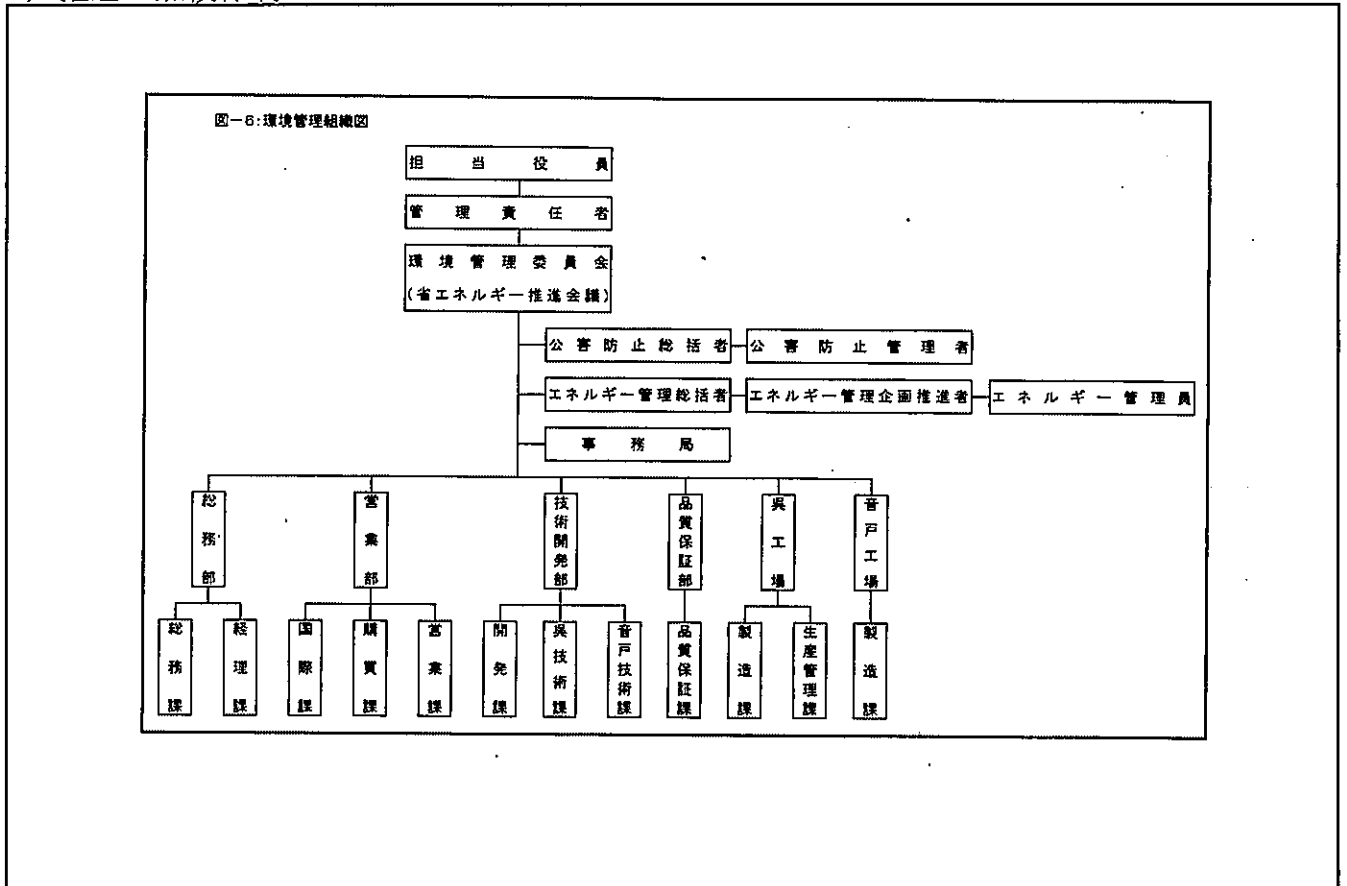 図－6:環境管理組織図
担当役員
管理責任者
環境管理委員会
(省エネルギー推進会議)
公害防止総括者
公害防止管理者
エネルギー管理総括者
エネルギー管理企画推進者
エネルギー管理員
事務局
総務部
営業部
技術開発部
品質保証部
呉工場
音戸工場
総務課
経理課
国際課
購買課
営業課
開発課
呉技術課
音戸技術課
品質保証課
製造課
生産管理課
製造課